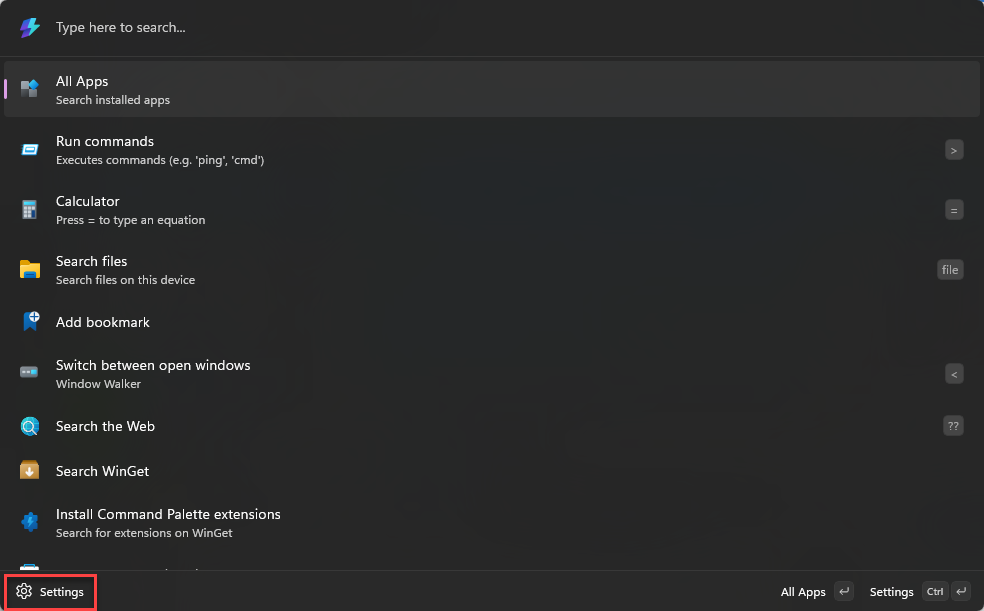 Type here to search...
All Apps
Search installed apps
Run commands
Executes commands (e.g. 'ping', 'cmd')
>
Calculator
Press = to type an equation
=
Search files
Search files on this device
file
Add bookmark
Switch between open windows
Window Walker
<
Search the Web
??
Search WinGet
Install Command Palette extensions
Search for extensions on WinGet
Settings
All Apps
Settings Ctrl